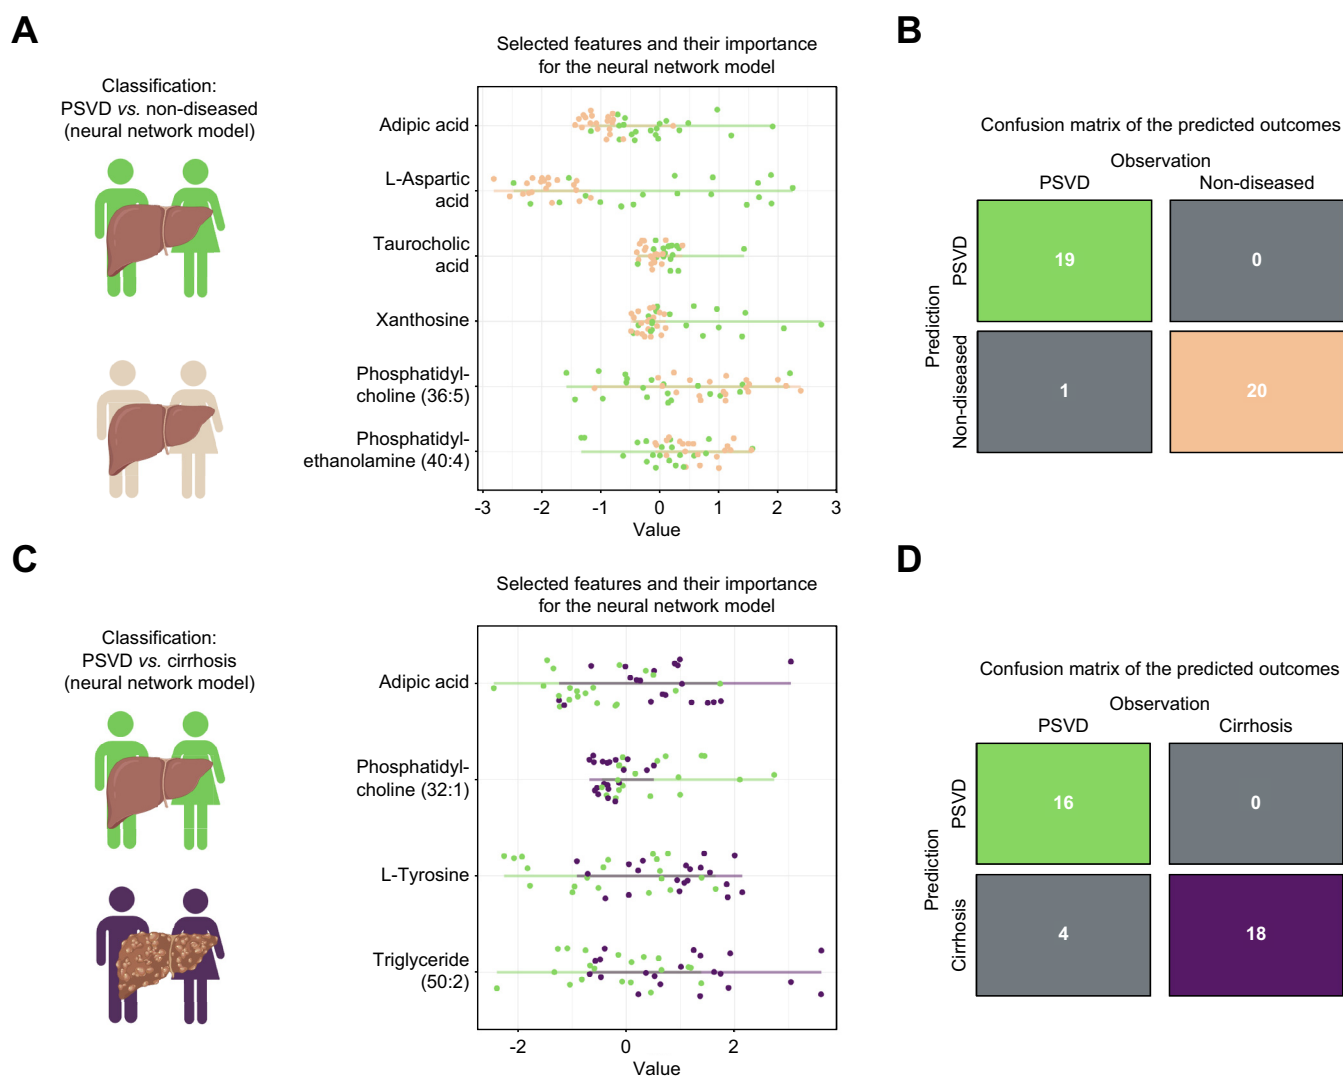 A
Classification:
PSVD vs. non-diseased
(neural network model)
Selected features and their importance
for the neural network model
Adipic acid
L-Aspartic
acid
Taurocholic
acid
Xanthosine
Phosphatidyl-
choline (36:5)
Phosphatidyl-
ethanolamine (40:4)
-3 -2 -1 0 1 2 3
Value
B
Confusion matrix of the predicted outcomes
Observation
PSVD Non-diseased
Prediction
PSVD
19 0
Non-diseased
1 20
C
Classification:
PSVD vs. cirrhosis
(neural network model)
Selected features and their importance
for the neural network model
Adipic acid
Phosphatidyl-
choline (32:1)
L-Tyrosine
Triglyceride
(50:2)
-2 0 2
Value
D
Confusion matrix of the predicted outcomes
Observation
PSVD Cirrhosis
Prediction
PSVD
16 0
Cirrhosis
4 18